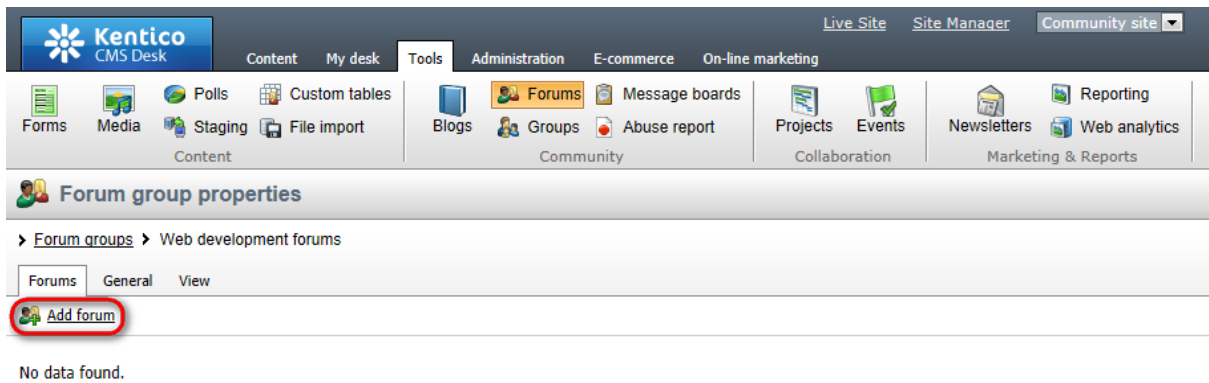 Live Site Site Manager Community site
Kentico
CMS Desk
Content My desk Tools Administration E-commerce On-line marketing
Polls Custom tables Forums Message boards Reporting
Forms Media Staging File import Blogs Groups Abuse report Projects Events Newsletters Web analytics
Content Community Collaboration Marketing & Reports
Forum group properties
Forum groups Web development forums
Forums General View
Add forum
No data found.